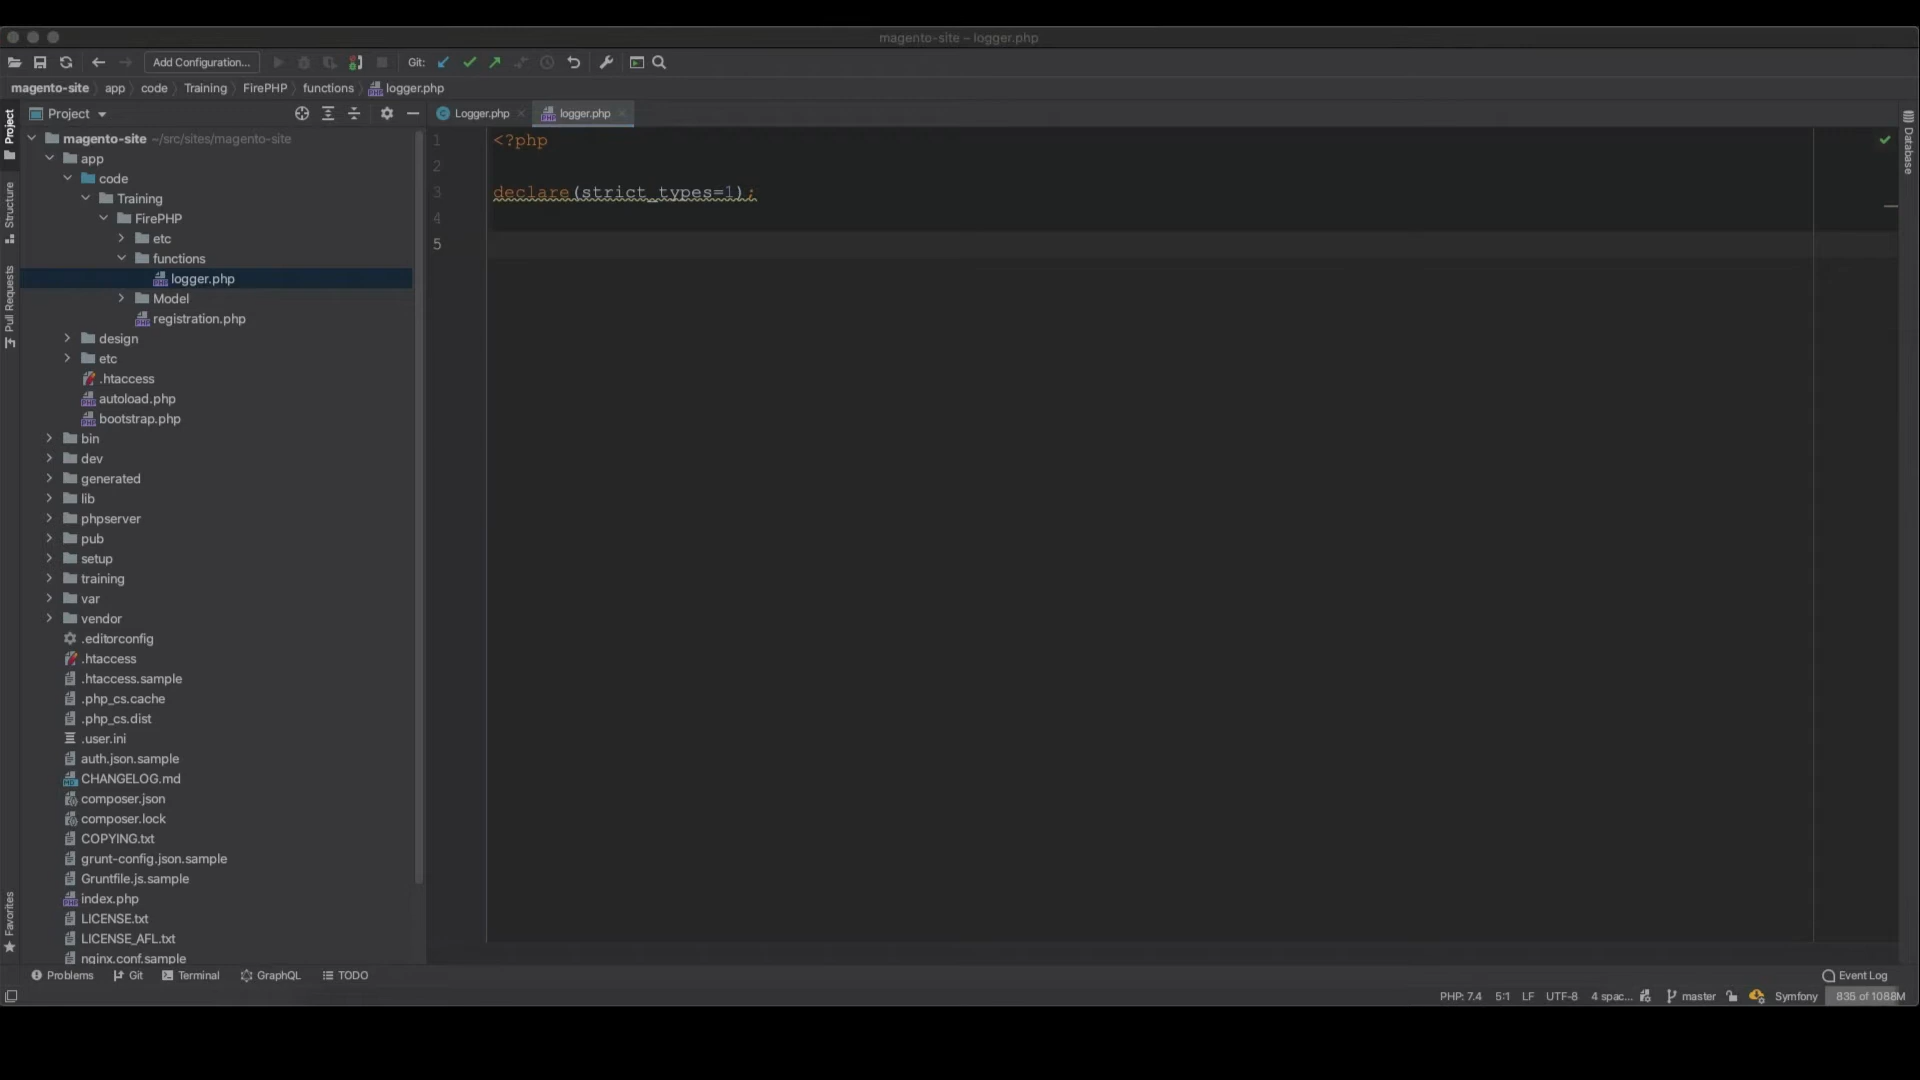 magento-site – logger.php
Add Configuration...
Git:
magento-site
app
code
Training
FirePHP
functions
logger.php
Project
Logger.php
logger.php
Project
Structure
Pull Requests
Favorites
Database
magento-site ~/src/sites/magento-site
app
code
Training
FirePHP
etc
functions
logger.php
Model
registration.php
design
etc
.htaccess
autoload.php
bootstrap.php
bin
dev
generated
lib
phpserver
pub
setup
training
var
vendor
.editorconfig
.htaccess
.htaccess.sample
.php_cs.cache
.php_cs.dist
.user.ini
auth.json.sample
CHANGELOG.md
composer.json
composer.lock
COPYING.txt
grunt-config.json.sample
Gruntfile.js.sample
index.php
LICENSE.txt
LICENSE_AFL.txt
nginx.conf.sample
1 <?php
2
3 declare(strict_types=1);
4
5
Problems
Git
Terminal
GraphQL
TODO
Event Log
PHP: 7.4
5:1
LF
UTF-8
4 spac...
master
Symfony
835 of 1088M